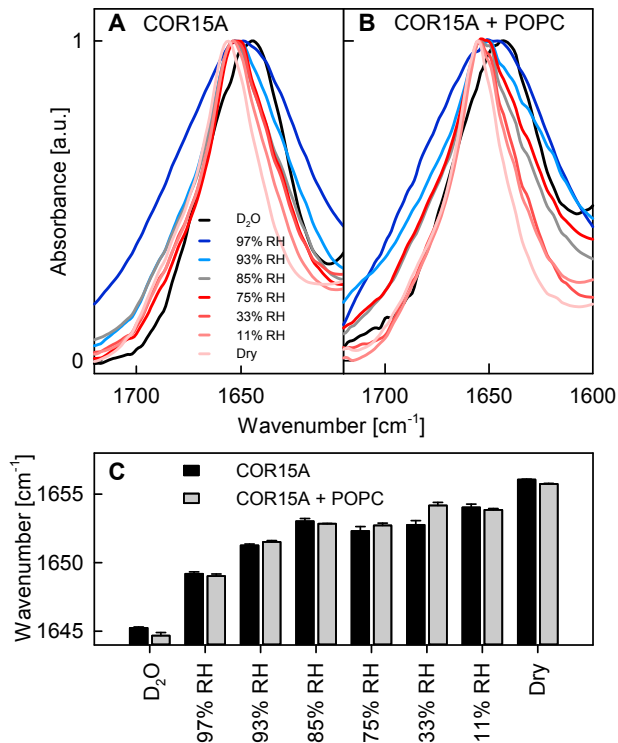 A COR15A
B COR15A + POPC
Absorbance [a.u.]
1
0
D₂O
97% RH
93% RH
85% RH
75% RH
33% RH
11% RH
Dry
1700 1650
1700 1650 1600
Wavenumber [cm⁻¹]
C
COR15A
COR15A + POPC
Wavenumber [cm⁻¹]
1655
1650
1645
D₂O
97% RH
93% RH
85% RH
75% RH
33% RH
11% RH
Dry